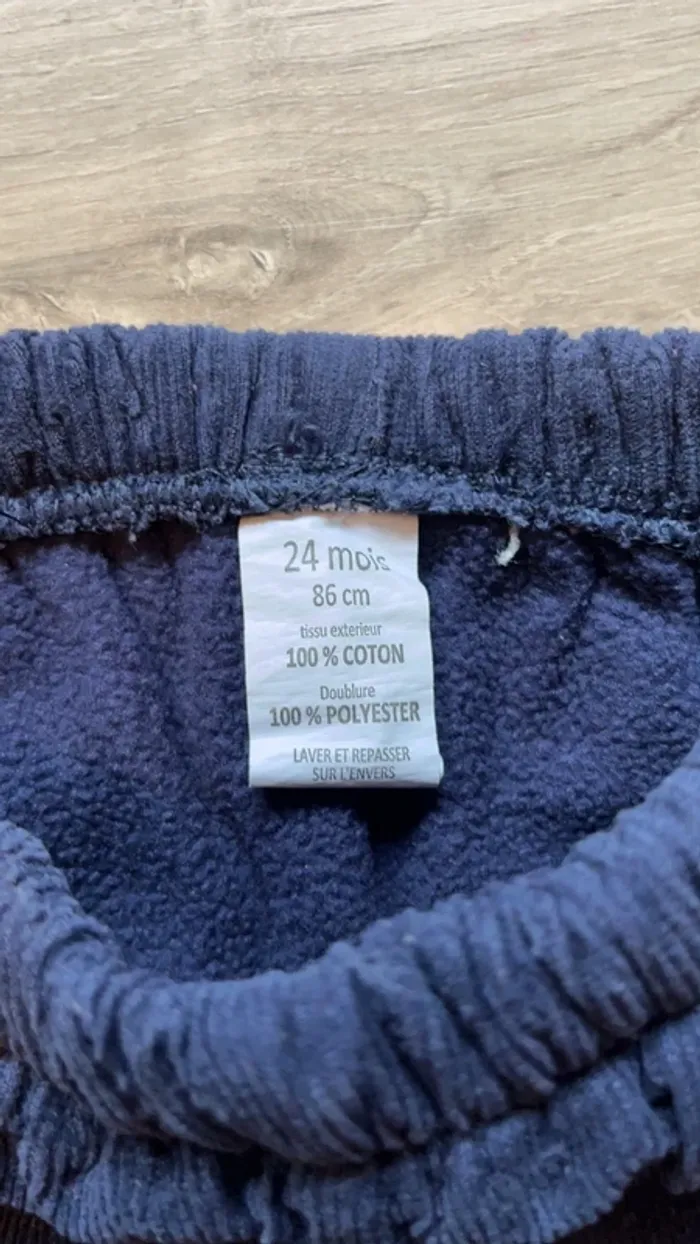 24 mois
86 cm
tissu exterieur
100 % COTON
Doublure
100 % POLYESTER
LAVER ET REPASSER
SUR L'ENVERS